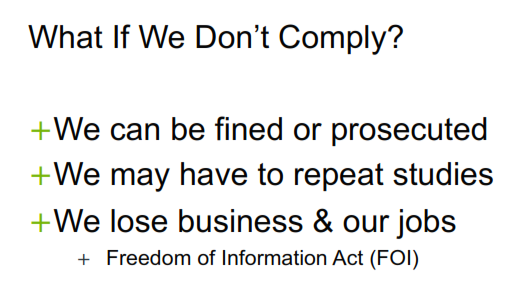 What If We Don’t Comply?
+We can be fined or prosecuted
+We may have to repeat studies
+We lose business & our jobs
+ Freedom of Information Act (FOI)